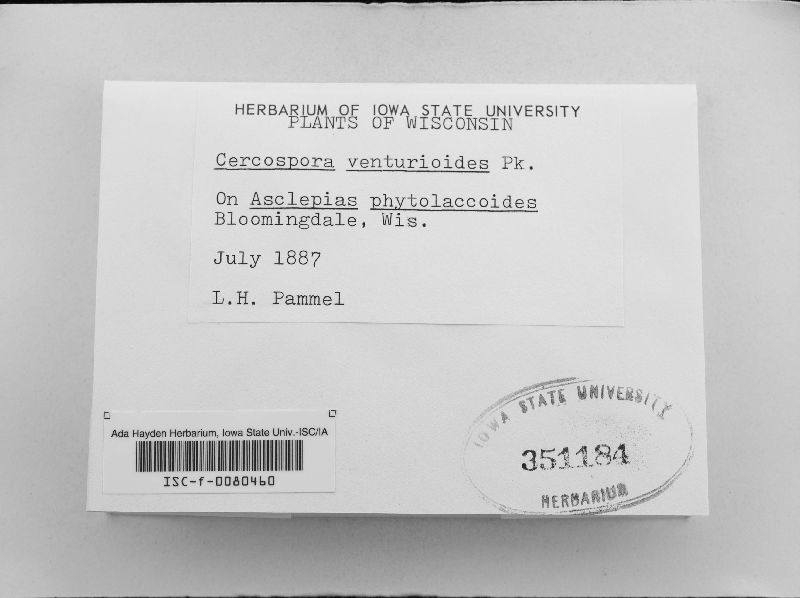 HERBARIUM OF IOWA STATE UNIVERSITY
PLANTS OF WISCONSIN
Cercospora venturioides Pk.
On Asclepias phytolaccoides
Bloomingdale, Wis.
July 1887
L.H. Pammel
Ada Hayden Herbarium, Iowa State Univ.-ISC/IA
ISC-f-0080460
IOWA STATE UNIVERSITY
351184
HERBARIUM